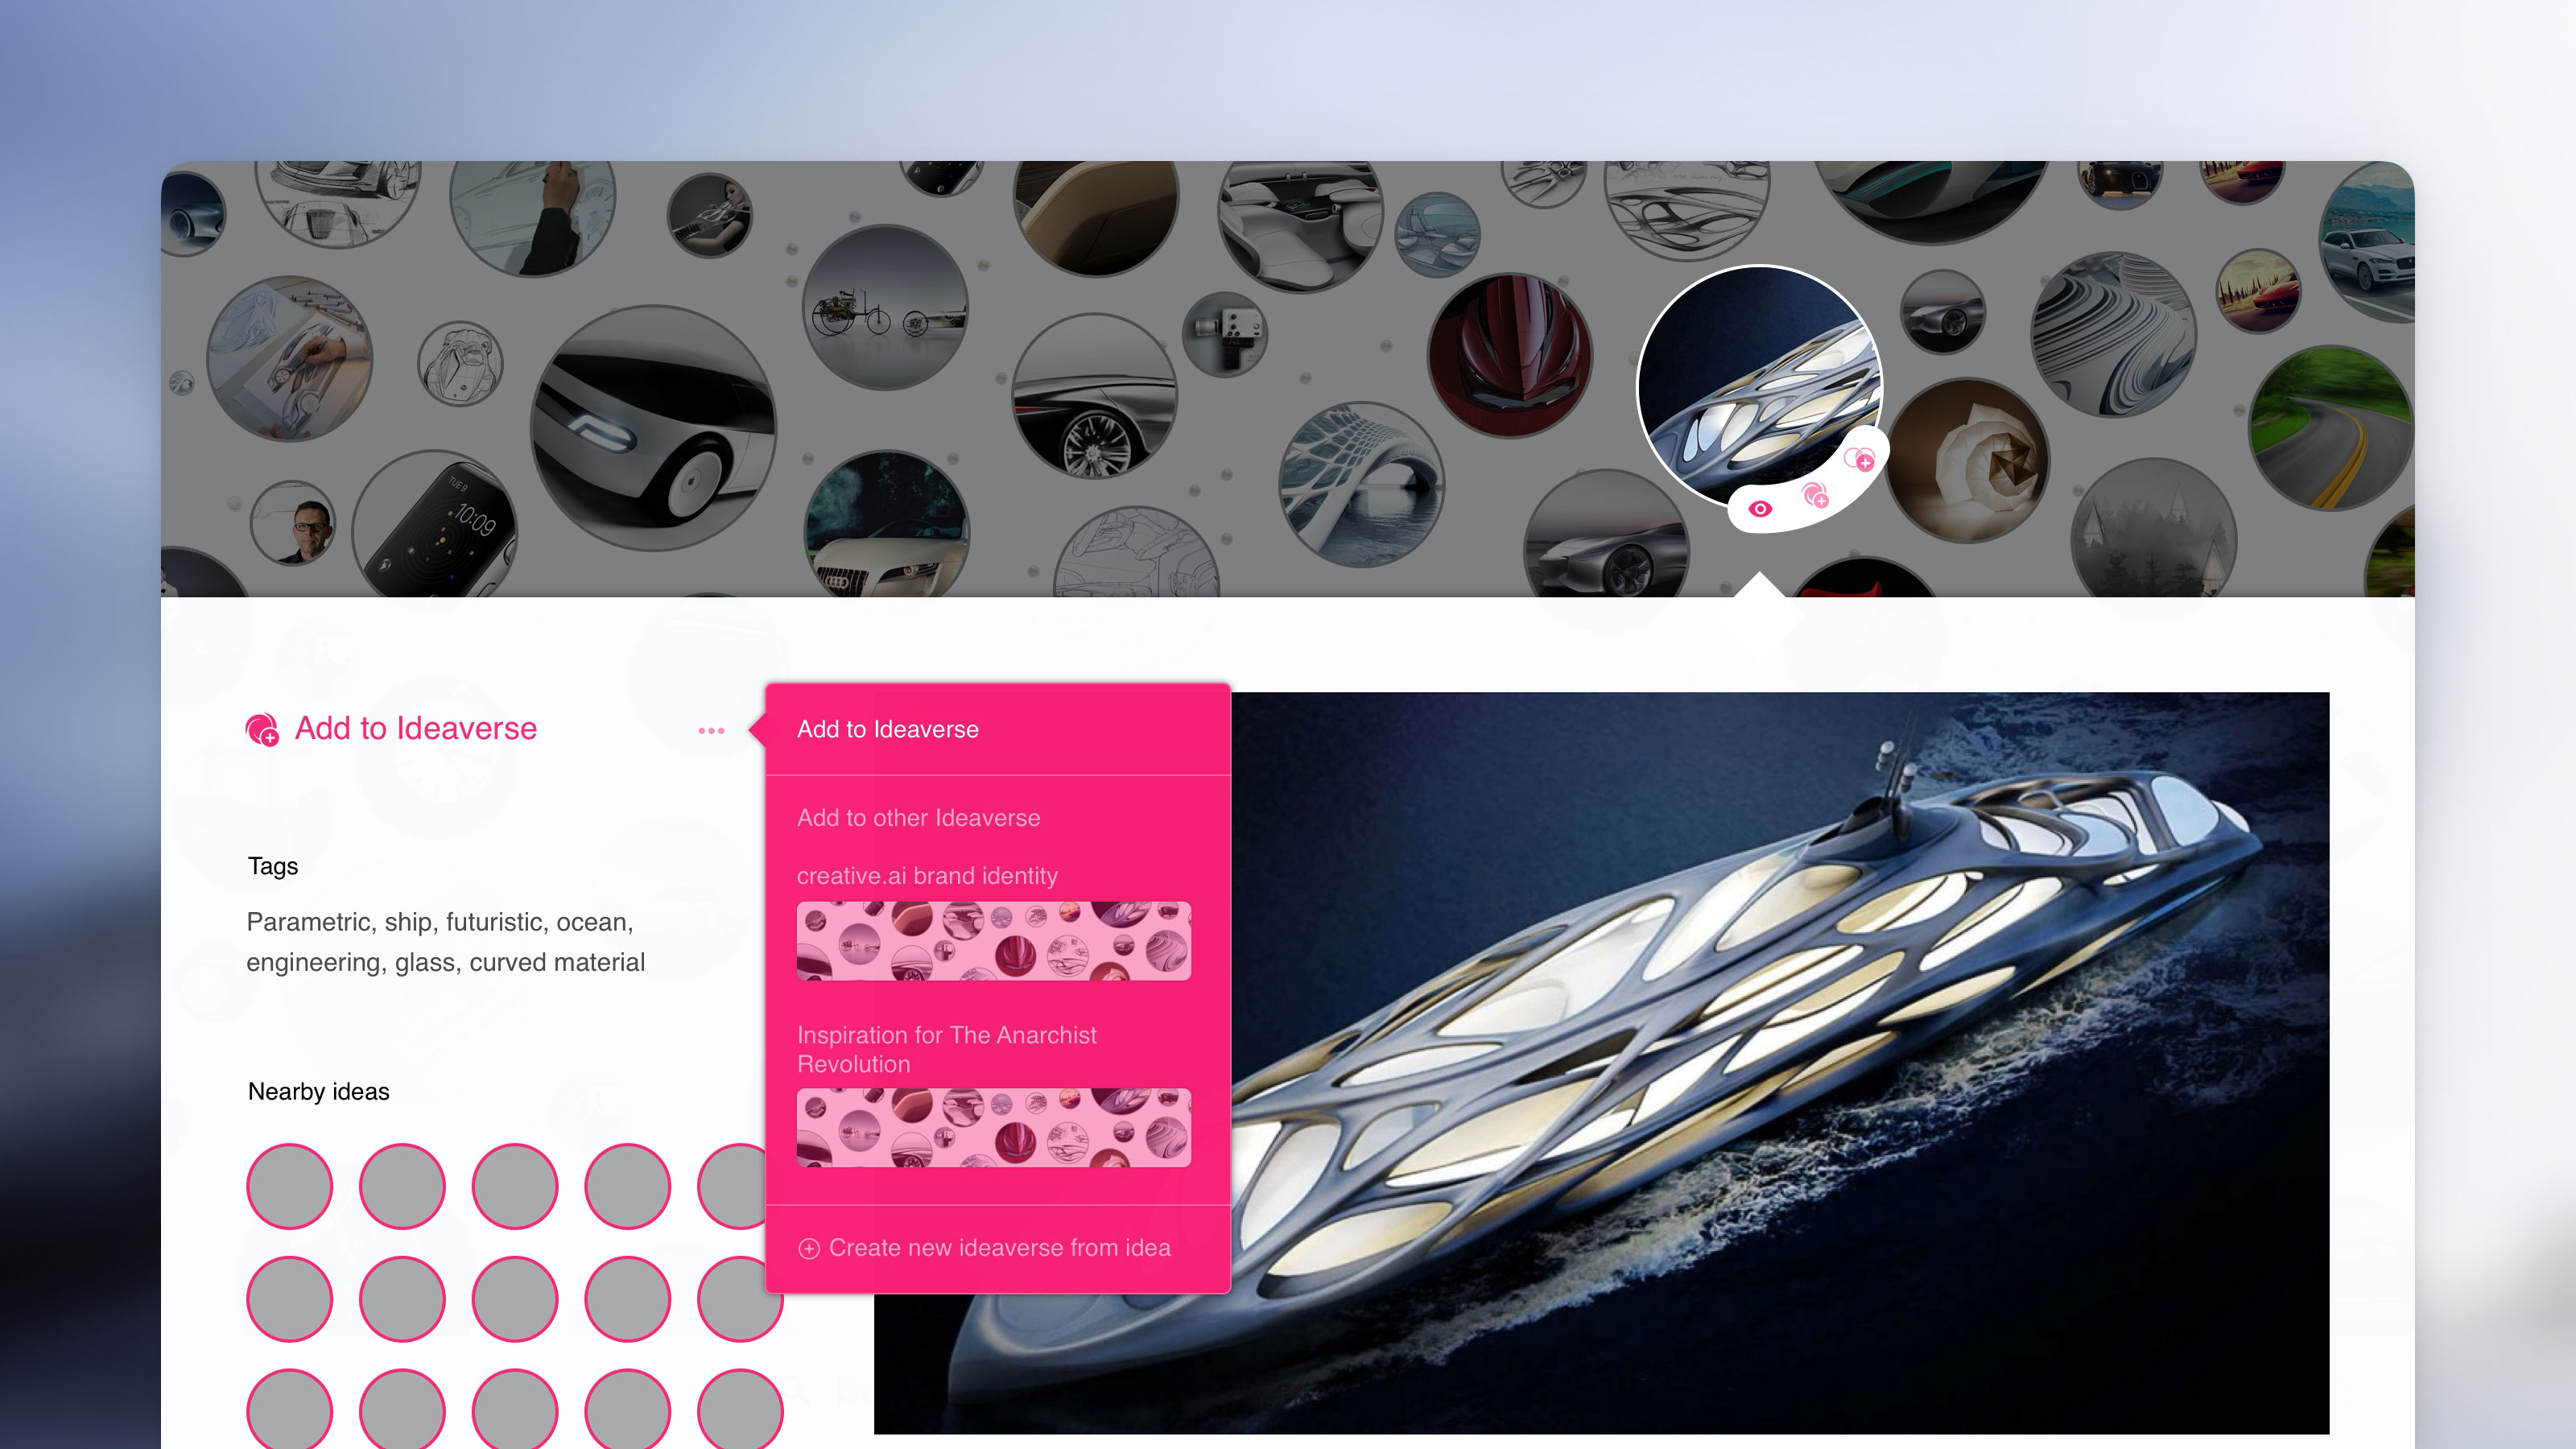 TUE 9
10:09
Add to Ideaverse
Tags
Parametric, ship, futuristic, ocean,
engineering, glass, curved material
Nearby ideas
Add to Ideaverse
Add to other Ideaverse
creative.ai brand identity
Inspiration for The Anarchist
Revolution
Create new ideaverse from idea